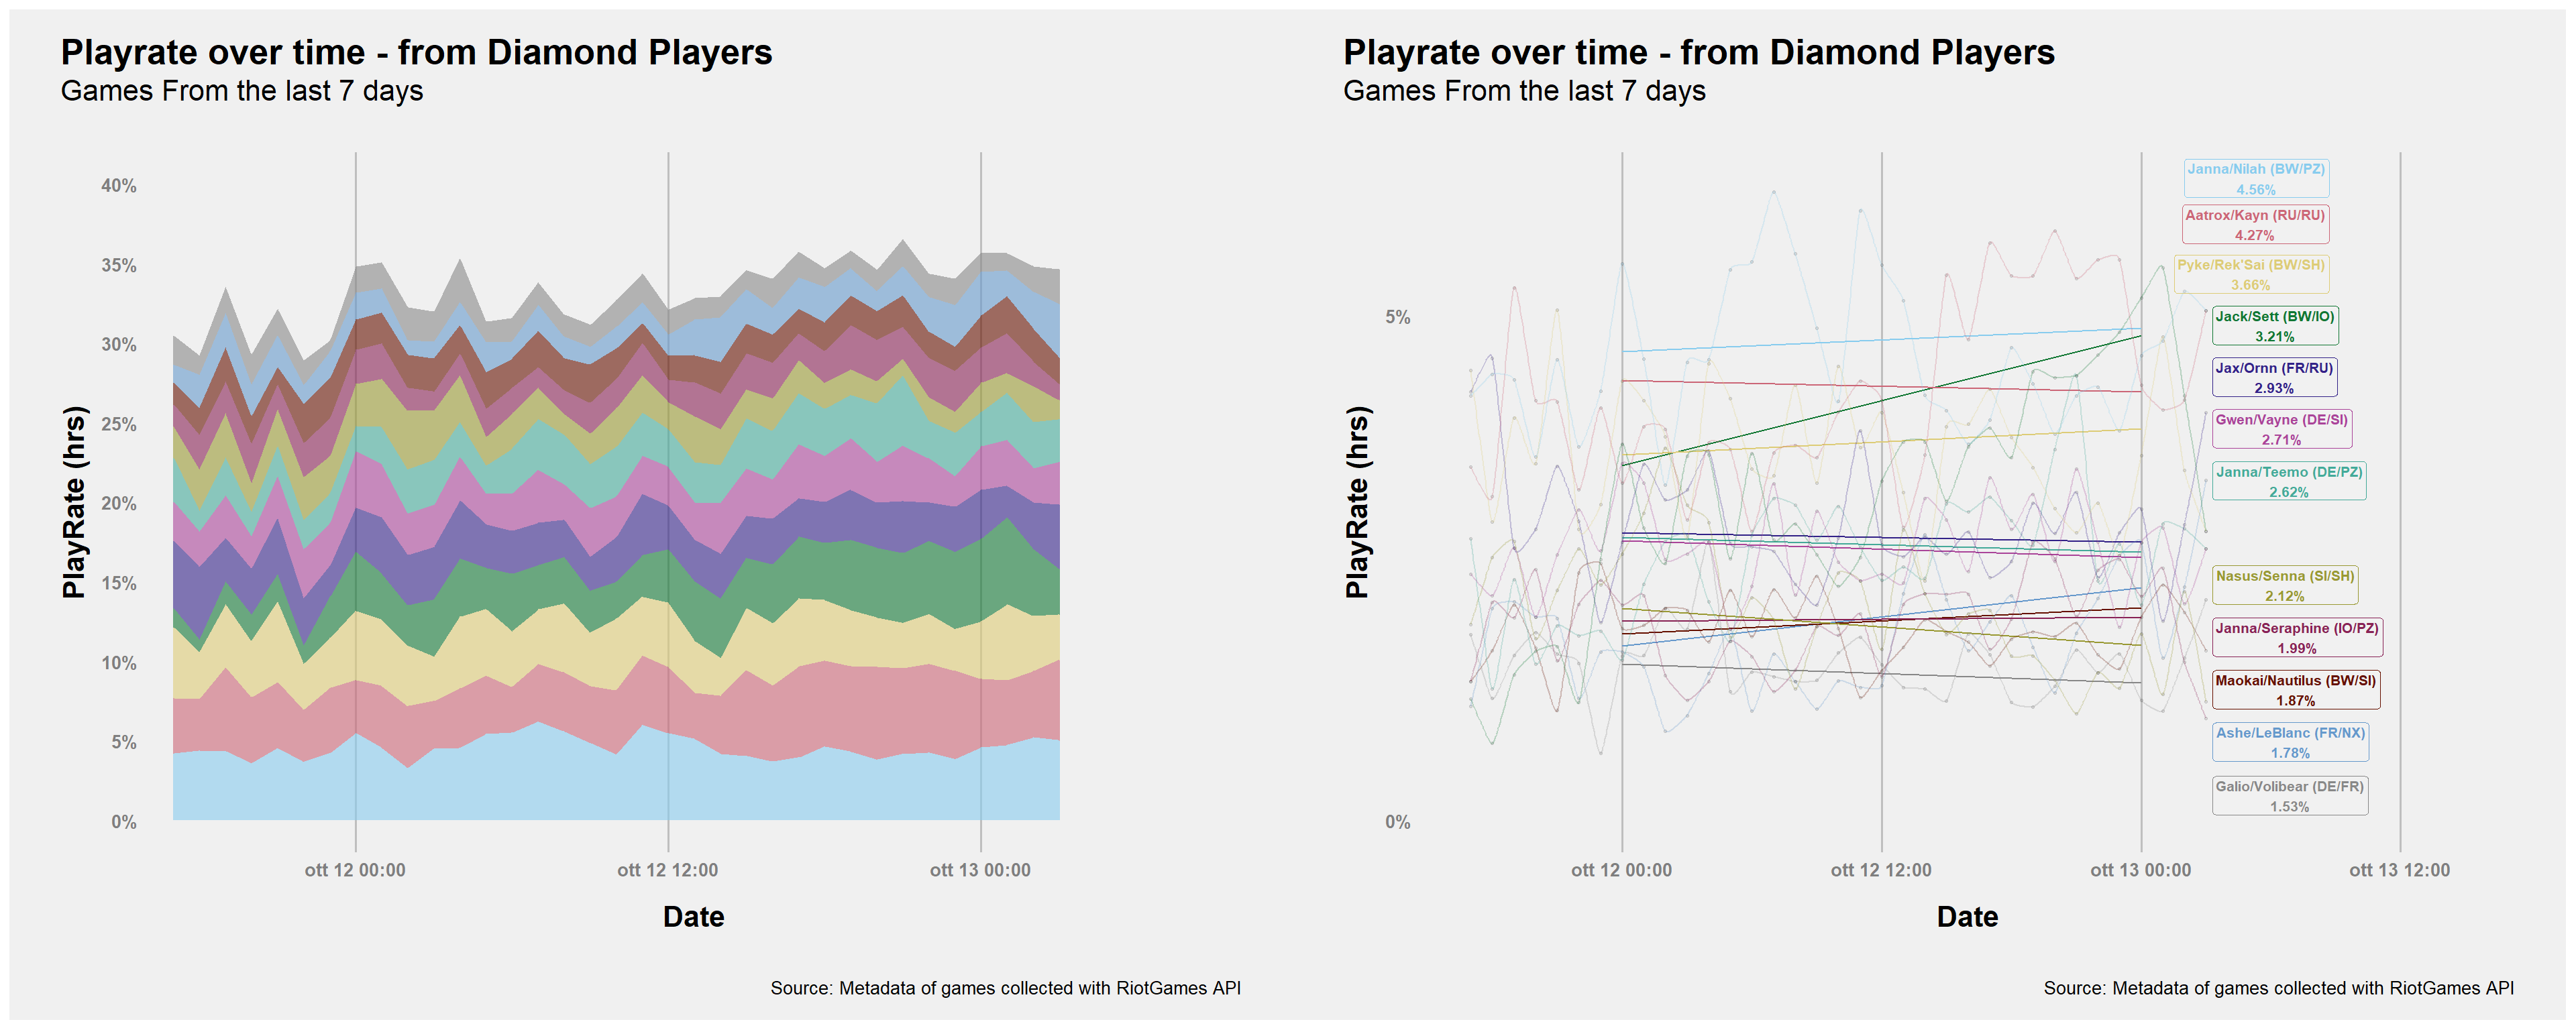 Playrate over time - from Diamond Players
Games From the last 7 days
PlayRate (hrs)
40%
35%
30%
25%
20%
15%
10%
5%
0%
ott 12 00:00
ott 12 12:00
ott 13 00:00
Date
Source: Metadata of games collected with RiotGames API
Playrate over time - from Diamond Players
Games From the last 7 days
PlayRate (hrs)
5%
0%
Janna/Nilah (BW/PZ)
4.56%
Aatrox/Kayn (RU/RU)
4.27%
Pyke/Rek'Sai (BW/SH)
3.66%
Jack/Sett (BW/IO)
3.21%
Jax/Ornn (FR/RU)
2.93%
Gwen/Vayne (DE/SI)
2.71%
Janna/Teemo (DE/PZ)
2.62%
Nasus/Senna (SI/SH)
2.12%
Janna/Seraphine (IO/PZ)
1.99%
Maokai/Nautilus (BW/SI)
1.87%
Ashe/LeBlanc (FR/NX)
1.78%
Galio/Volibear (DE/FR)
1.53%
ott 12 00:00
ott 12 12:00
ott 13 00:00
ott 13 12:00
Date
Source: Metadata of games collected with RiotGames API